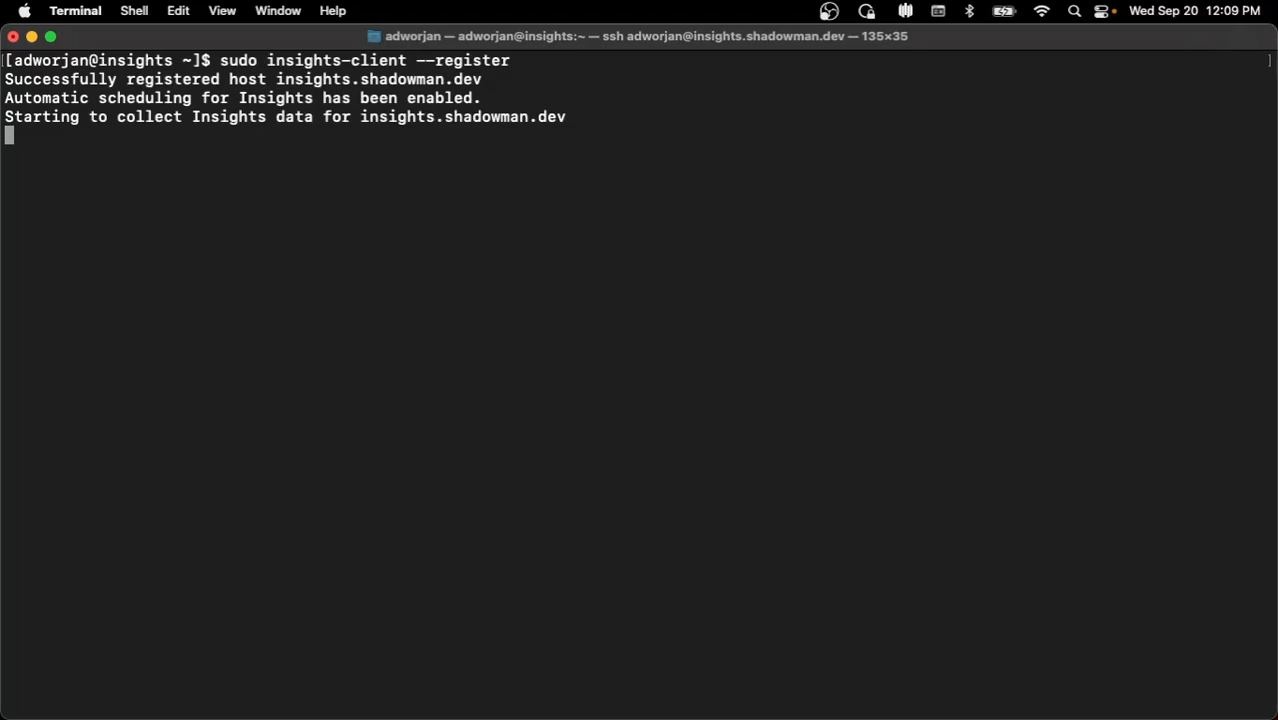 Terminal Shell Edit View Window Help Wed Sep 20 12:09 PM
adworjan — adworjan@insights:~ — ssh adworjan@insights.shadowman.dev — 135×35
[[adworjan@insights ~]$ sudo insights-client --register ]
Successfully registered host insights.shadowman.dev
Automatic scheduling for Insights has been enabled.
Starting to collect Insights data for insights.shadowman.dev